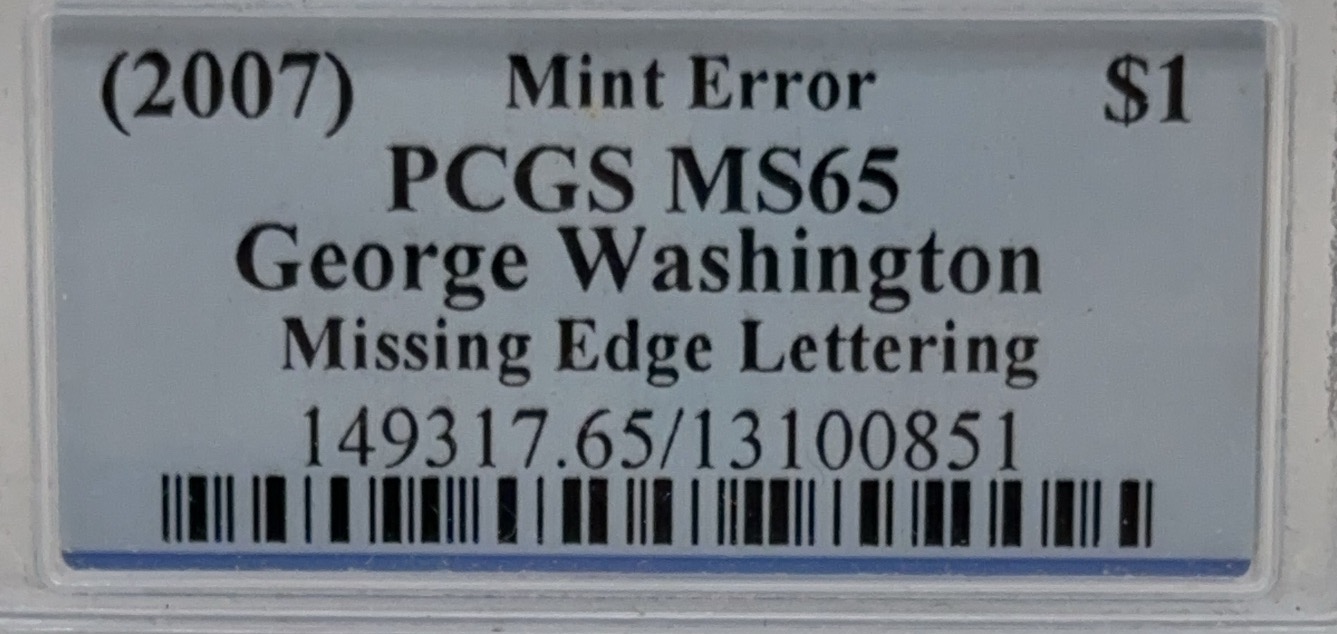 (2007) Mint Error $1
PCGS MS65
George Washington
Missing Edge Lettering
149317.65/13100851